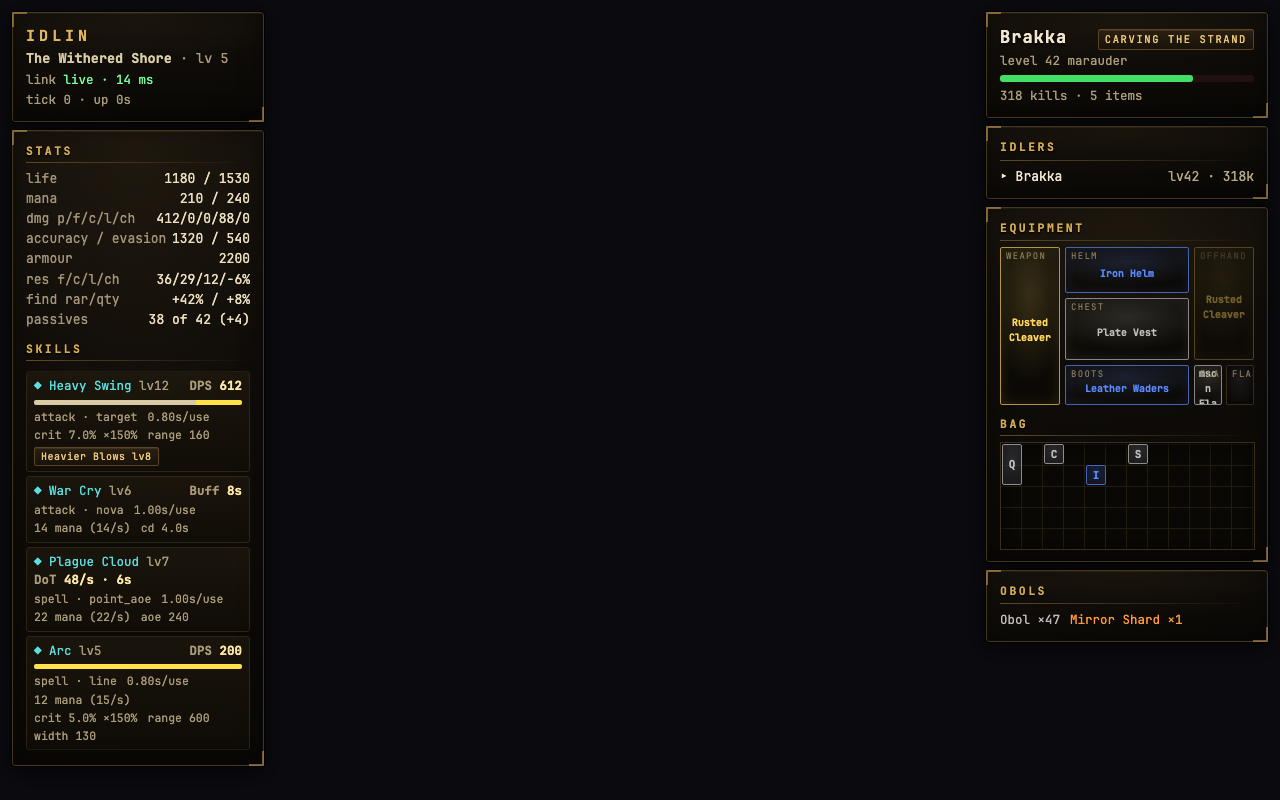 IDLIN
The Withered Shore · lv 5
link live · 14 ms
tick 0 · up 0s
STATS
life 1180 / 1530
mana 210 / 240
dmg p/f/c/l/ch 412/0/0/88/0
accuracy / evasion 1320 / 540
armour 2200
res f/c/l/ch 36/29/12/-6%
find rar/qty +42% / +8%
passives 38 of 42 (+4)
SKILLS
◆ Heavy Swing lv12 DPS 612
attack · target 0.80s/use
crit 7.0% ×150% range 160
Heavier Blows lv8
◆ War Cry lv6 Buff 8s
attack · nova 1.00s/use
14 mana (14/s) cd 4.0s
◆ Plague Cloud lv7
DoT 48/s · 6s
spell · point_aoe 1.00s/use
22 mana (22/s) aoe 240
◆ Arc lv5 DPS 200
spell · line 0.80s/use
12 mana (15/s)
crit 5.0% ×150% range 600
width 130
Brakka CARVING THE STRAND
level 42 marauder
318 kills · 5 items
IDLERS
▸ Brakka lv42 · 318k
EQUIPMENT
WEAPON
Rusted
Cleaver
HELM
Iron Helm
OFFHAND
Rusted
Cleaver
CHEST
Plate Vest
BOOTS
Leather Waders
FLA
BAG
Q C S
I
OBOLS
Obol ×47 Mirror Shard ×1